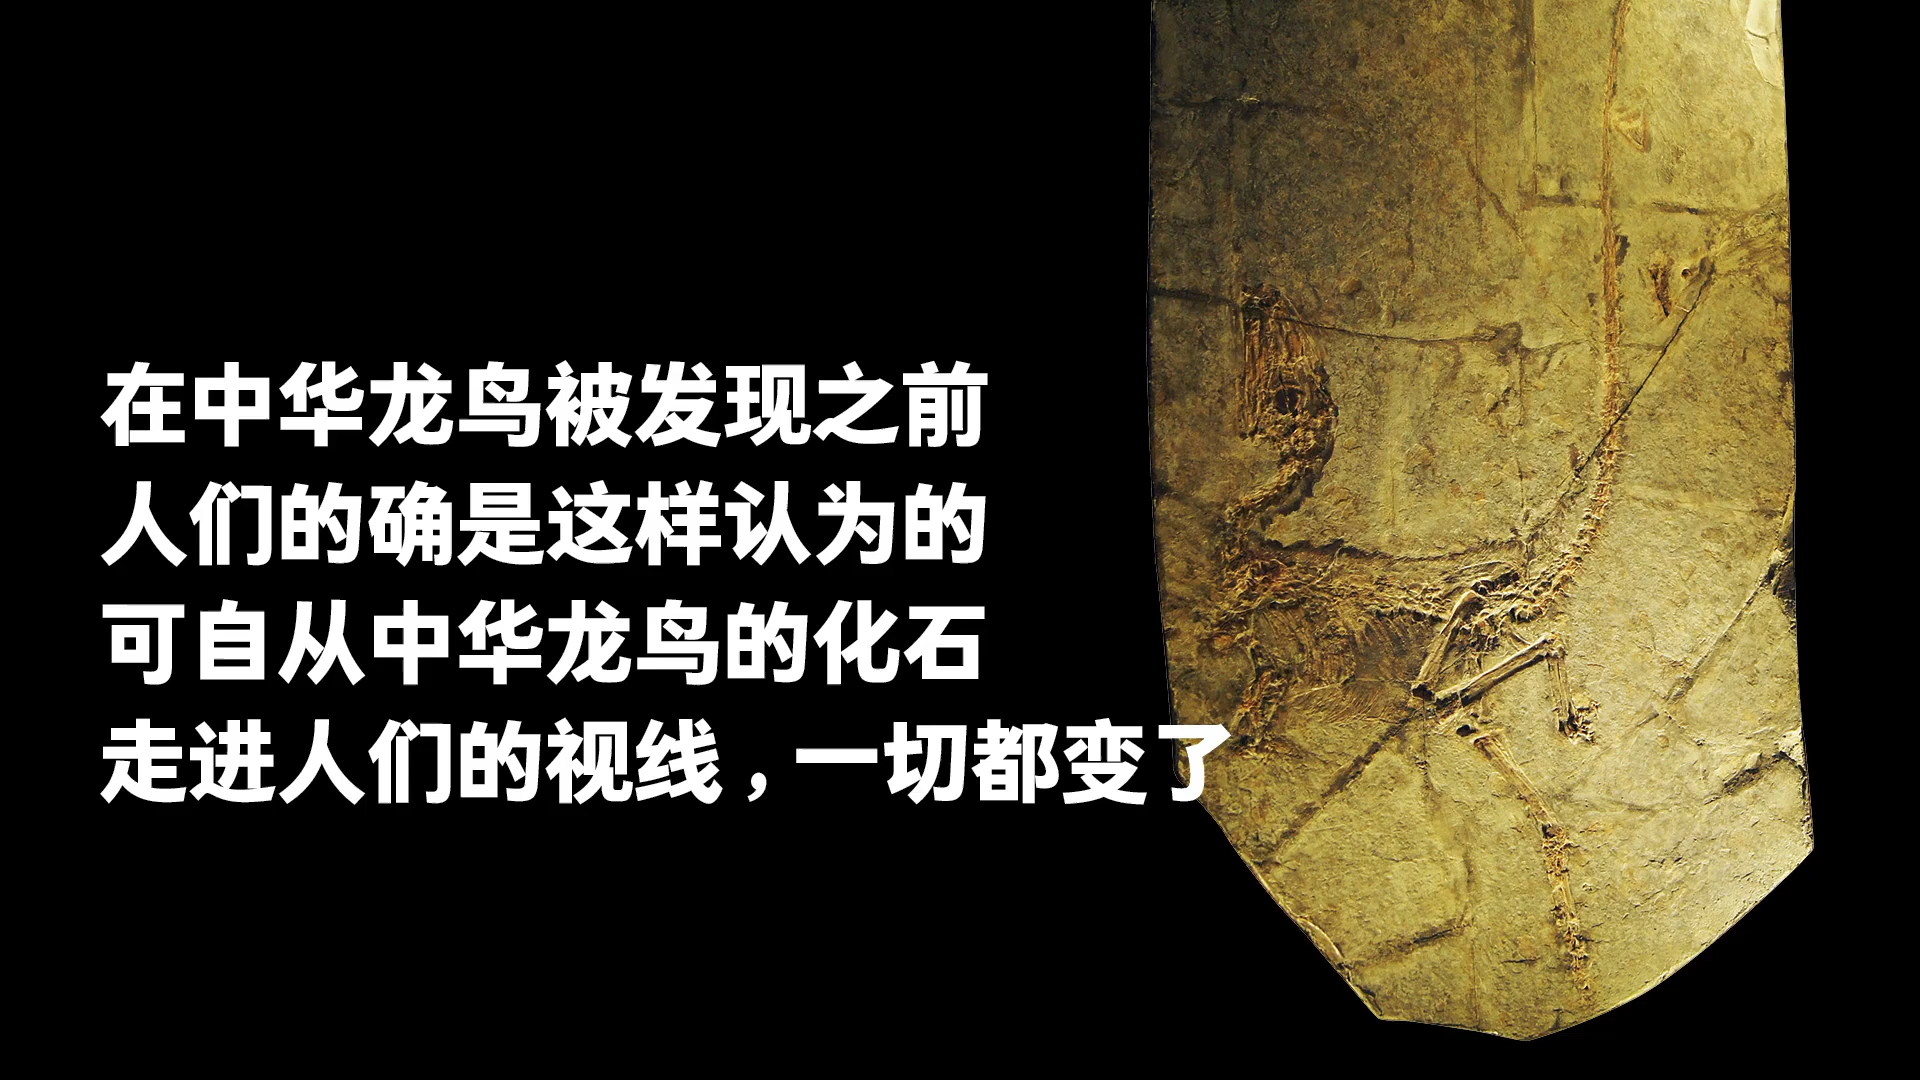 在中华龙鸟被发现之前
人们的确是这样认为的
可自从中华龙鸟的化石
走进人们的视线，一切都变了